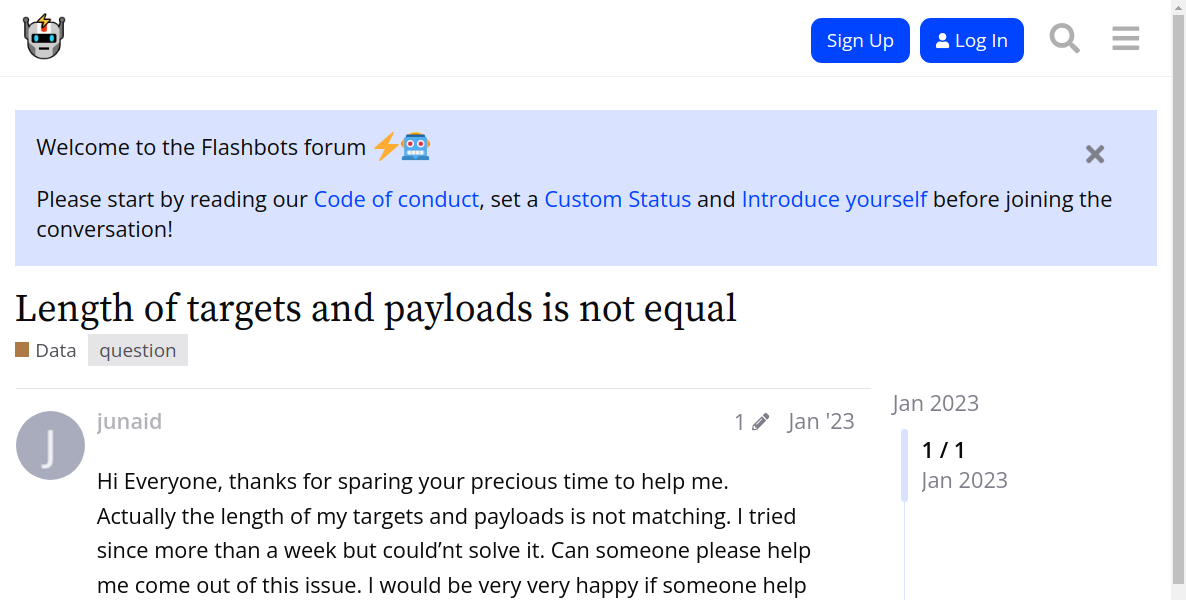 Sign Up
Log In
Welcome to the Flashbots forum
Please start by reading our Code of conduct, set a Custom Status and Introduce yourself before joining the
conversation!
Length of targets and payloads is not equal
Data question
junaid 1 Jan '23
J
Hi Everyone, thanks for sparing your precious time to help me.
Actually the length of my targets and payloads is not matching. I tried
since more than a week but could’nt solve it. Can someone please help
me come out of this issue. I would be very very happy if someone help
Jan 2023
1 / 1
Jan 2023